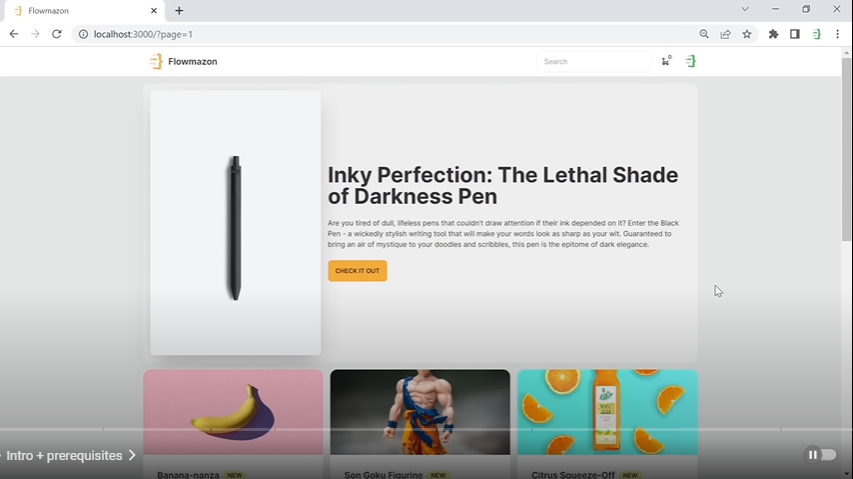 Flowmazon
localhost:3000/?page=1
Flowmazon
Search
0
Inky Perfection: The Lethal Shade
of Darkness Pen
Are you tired of dull, lifeless pens that couldn't draw attention if their ink depended on it? Enter the Black
Pen - a wickedly stylish writing tool that will make your words look as sharp as your wit. Guaranteed to
bring an air of mystique to your doodles and scribbles, this pen is the epitome of dark elegance.
CHECK IT OUT
Intro + prerequisites
Banana-nanza NEW
Son Goku Figurine NEW
Citrus Squeeze-Off NEW